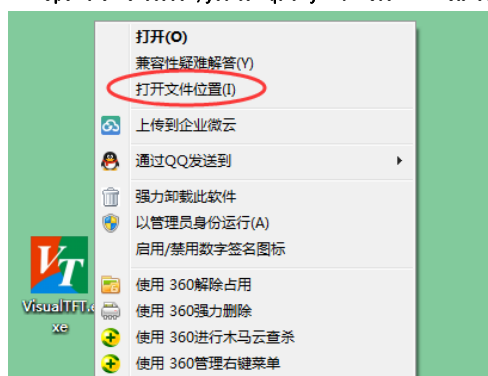 打开(O)
兼容性疑难解答(Y)
打开文件位置(I)
上传到企业微云
通过QQ发送到
强力卸载此软件
以管理员身份运行(A)
启用/禁用数字签名图标
VT
VisualTFT.e
xe
使用 360解除占用
使用 360强力删除
使用 360进行木马云查杀
使用 360管理右键菜单